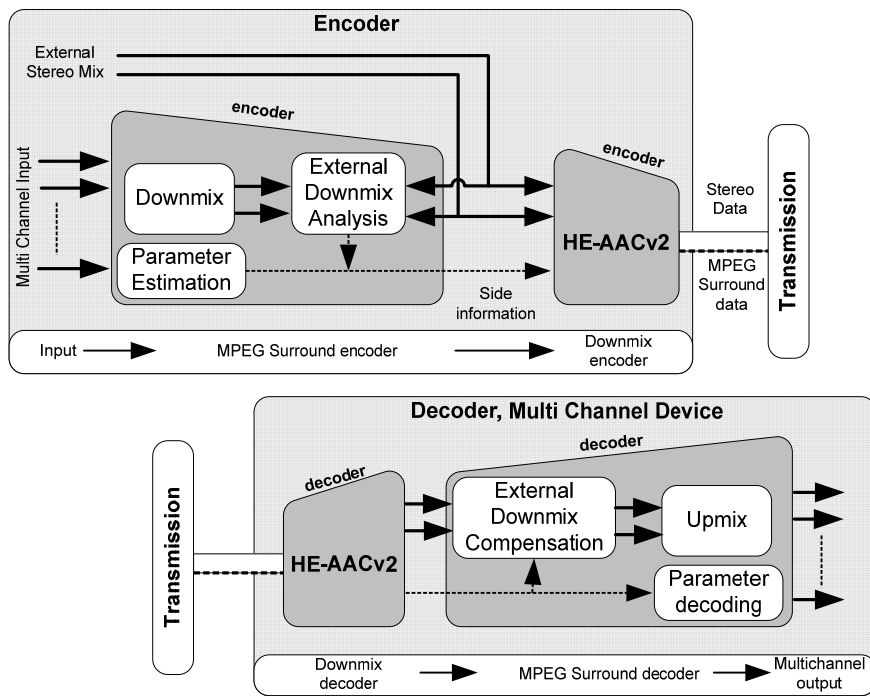 Encoder
External
Stereo Mix
encoder
Multi Channel Input
Downmix
External
Downmix
Analysis
Parameter
Estimation
Side
information
encoder
HE-AACv2
Stereo
Data
MPEG
Surround
data
Transmission
Input
MPEG Surround encoder
Downmix
encoder
Decoder, Multi Channel Device
Transmission
decoder
HE-AACv2
decoder
External
Downmix
Compensation
Upmix
Parameter
decoding
Downmix
decoder
MPEG Surround decoder
Multichannel
output